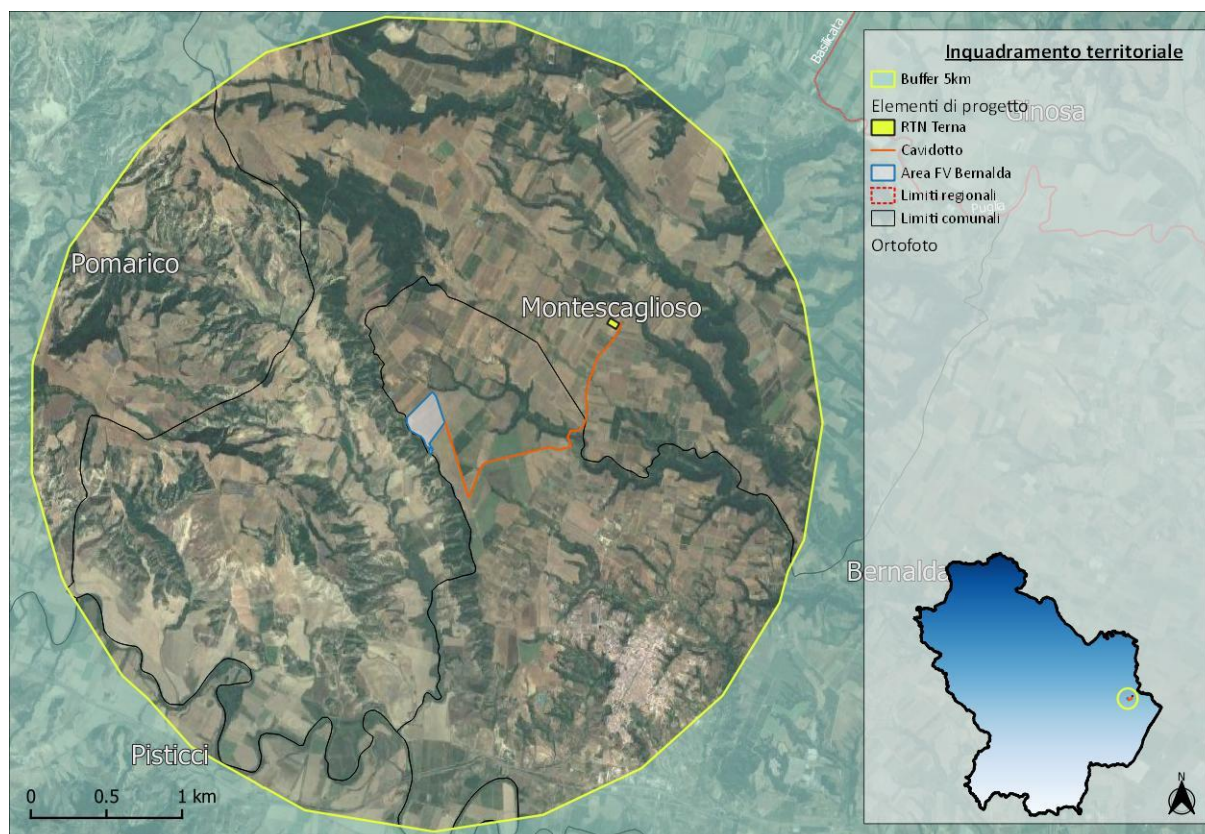 Basilicata
Inquadramento territoriale
Buffer 5km
Elementi di progetto
Ginosa
RTN Terna
Cavidotto
Area FV Bernalda
Limiti regionali
Puglia
Limiti comunali
Ortofoto
Pomarico
Montescaglioso
Bernalda
Pisticci
0 0.5 1 km
N